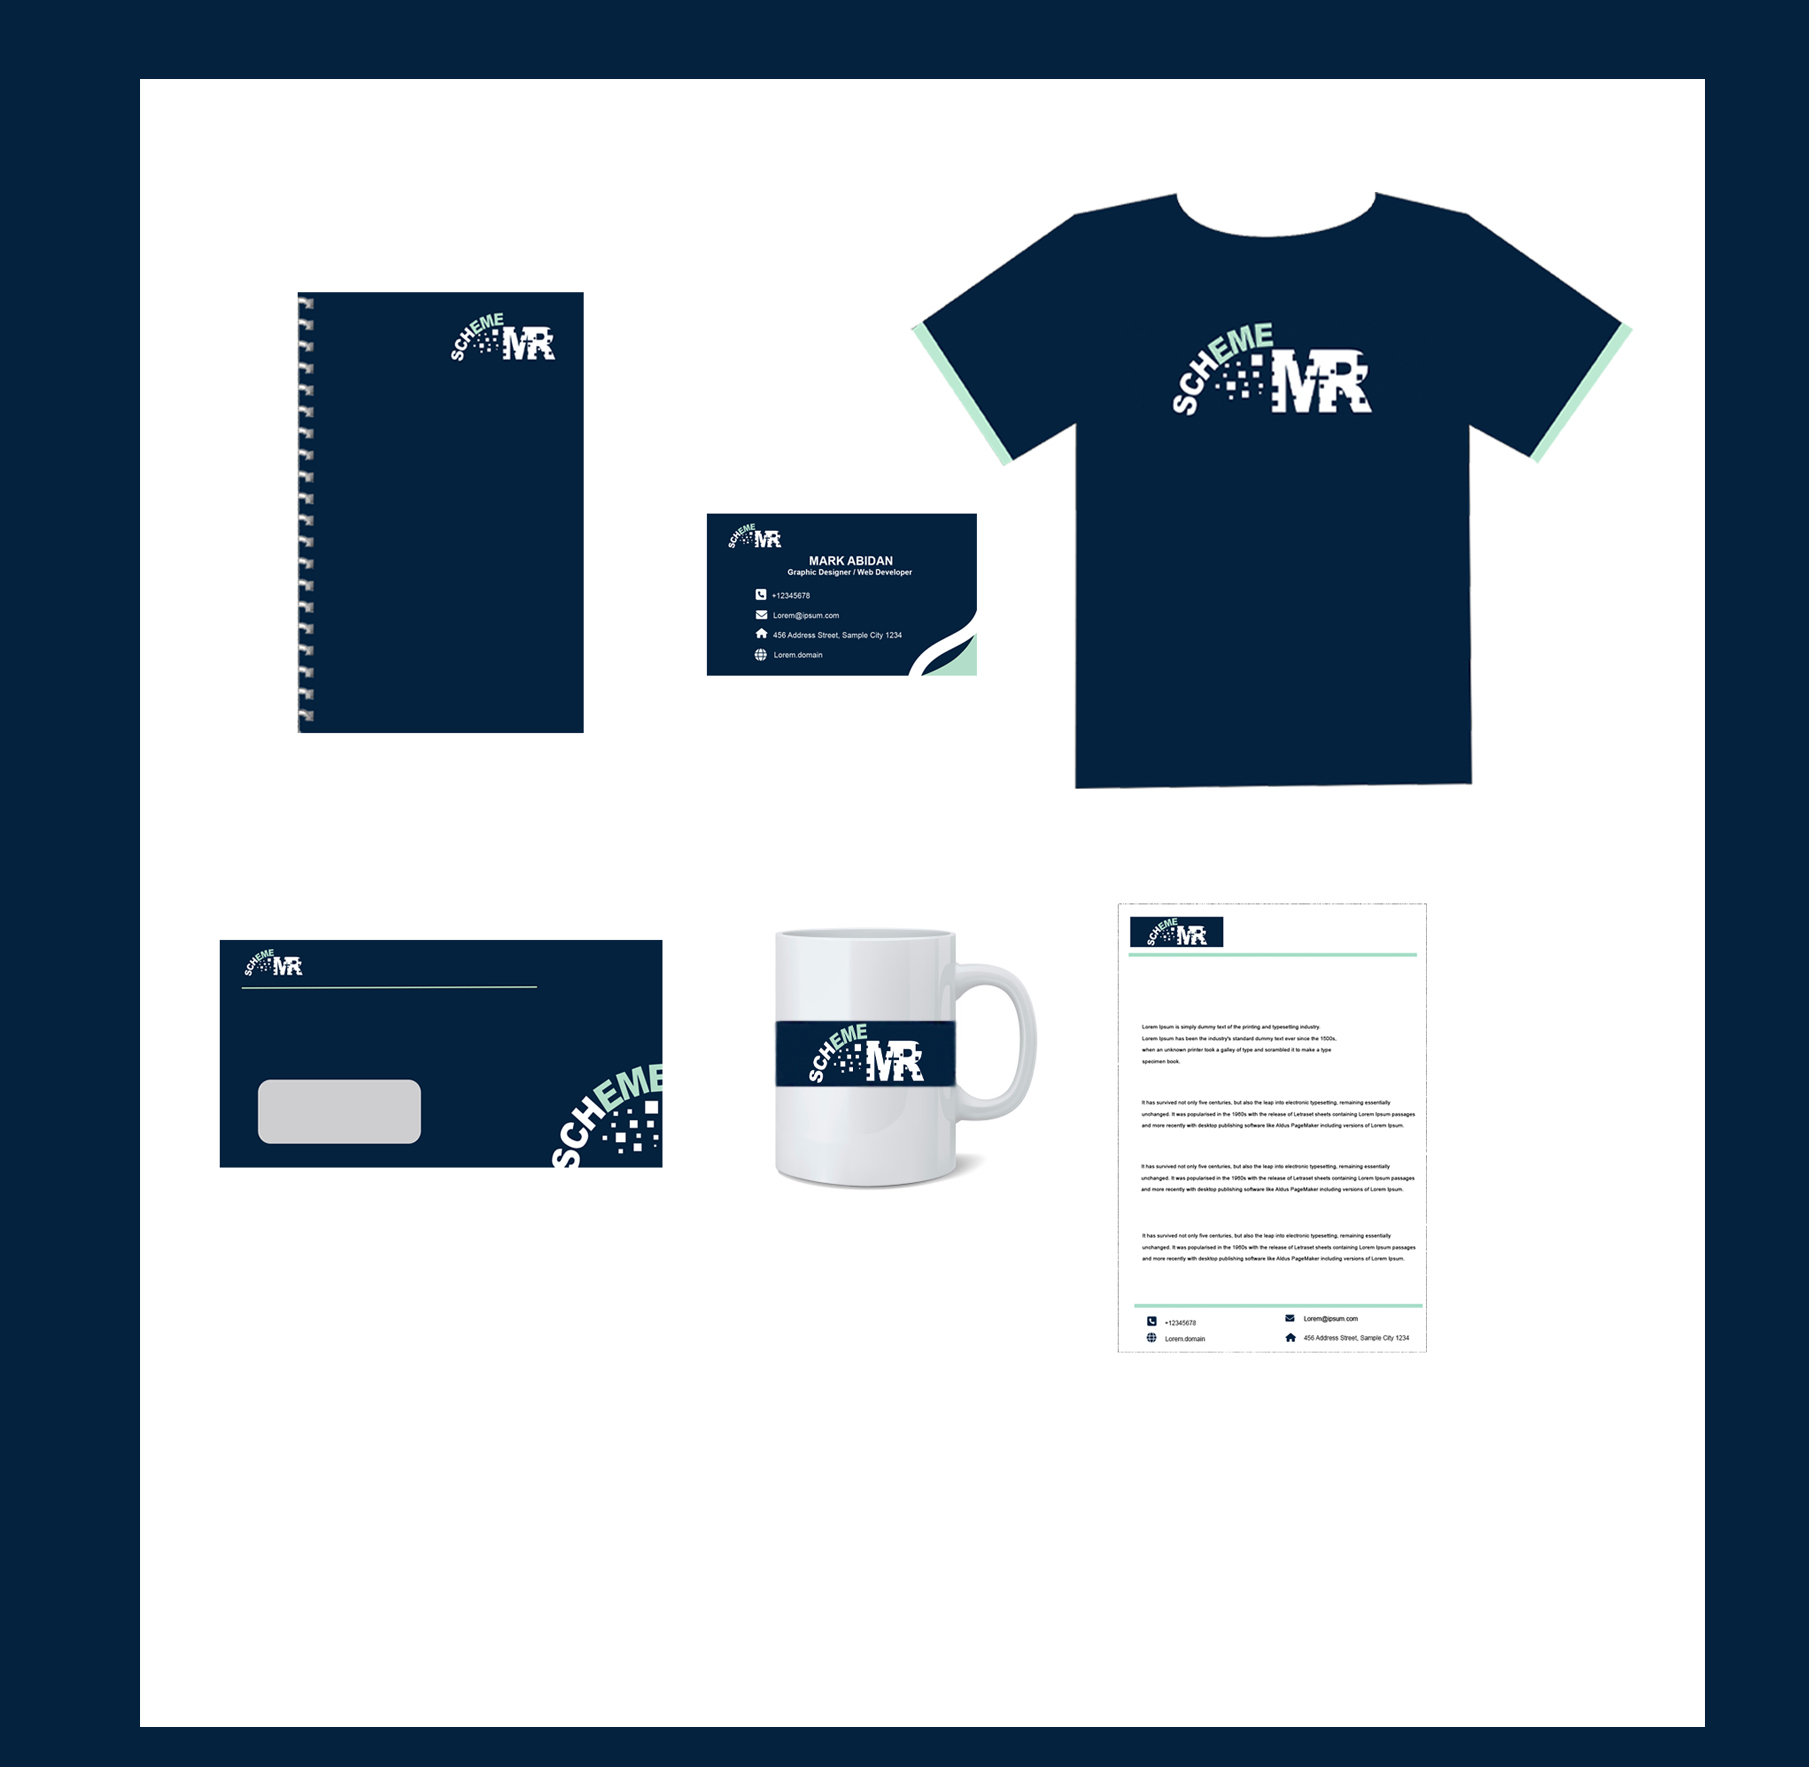 SCHEME
MR
SCHEME
MR
SCHEME
MR
MARK ABIDAN
Graphic Designer / Web Developer
+12345678
Lorem@ipsum.com
456 Address Street, Sample City 1234
Lorem.domain
SCHEME
MR
SCHEME
SCHEME
MR
SCHEME
MR
Lorem Ipsum is simply dummy text of the printing and typesetting industry.
Lorem Ipsum has been the industry's standard dummy text ever since the 1500s,
when an unknown printer took a galley of type and scrambled it to make a type
specimen book.
It has survived not only five centuries, but also the leap into electronic typesetting, remaining essentially
unchanged. It was popularised in the 1960s with the release of Letraset sheets containing Lorem Ipsum passages
and more recently with desktop publishing software like Aldus PageMaker including versions of Lorem Ipsum.
It has survived not only five centuries, but also the leap into electronic typesetting, remaining essentially
unchanged. It was popularised in the 1960s with the release of Letraset sheets containing Lorem Ipsum passages
and more recently with desktop publishing software like Aldus PageMaker including versions of Lorem Ipsum.
It has survived not only five centuries, but also the leap into electronic typesetting, remaining essentially
unchanged. It was popularised in the 1960s with the release of Letraset sheets containing Lorem Ipsum passages
and more recently with desktop publishing software like Aldus PageMaker including versions of Lorem Ipsum.
+12345678
Lorem@ipsum.com
Lorem.domain
456 Address Street, Sample City 1234